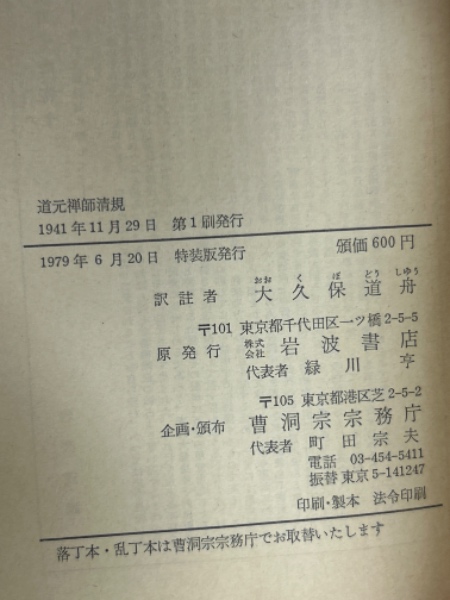 道元禅師清規
1941年11月29日 第1刷発行
1979年6月20日 特装版発行 頒価600円
おお く ぼ どう しゆう
訳註者 大久保道舟
〒101 東京都千代田区一ツ橋2-5-5
原発行 株式会社 岩波書店
代表者 緑川亨
〒105 東京都港区芝2-5-2
企画・頒布 曹洞宗宗務庁
代表者 町田宗夫
電話 03-454-5411
振替 東京5-141247
印刷・製本 法令印刷
落丁本・乱丁本は曹洞宗宗務庁でお取替いたします